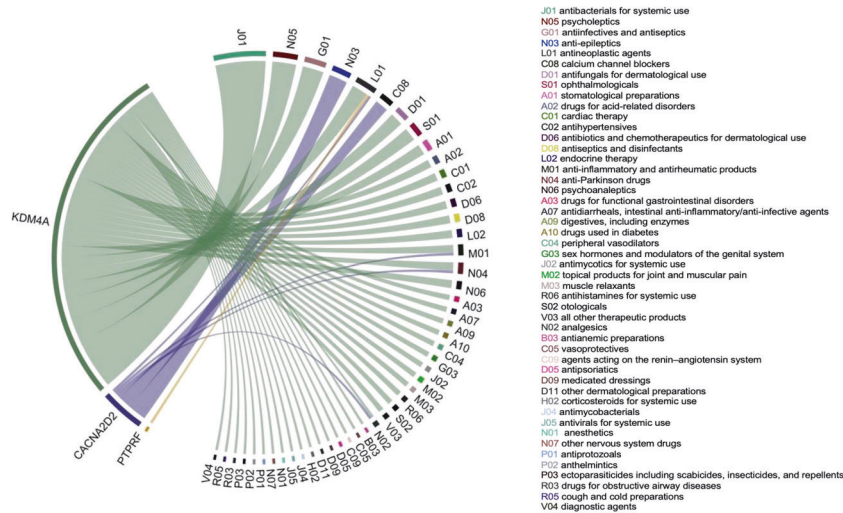 J01
N05
G01
N03
L01
C08
D01
S01
A01
A02
C01
C02
D06
D08
L02
M01
N04
N06
A03
A07
A09
A10
C04
G03
J02
M02
M03
R06
S02
V03
N02
B03
C05
C09
D05
D09
D11
H02
J04
J05
N01
N07
P01
P02
P03
R03
R05
V04
KDM4A
CACNA2D2
PTPRF
J01 antibacterials for systemic use
N05 psycholeptics
G01 antiinfectives and antiseptics
N03 anti-epileptics
L01 antineoplastic agents
C08 calcium channel blockers
D01 antifungals for dermatological use
S01 ophthalmologicals
A01 stomatological preparations
A02 drugs for acid-related disorders
C01 cardiac therapy
C02 antihypertensives
D06 antibiotics and chemotherapeutics for dermatological use
D08 antiseptics and disinfectants
L02 endocrine therapy
M01 anti-inflammatory and antirheumatic products
N04 anti-Parkinson drugs
N06 psychoanaleptics
A03 drugs for functional gastrointestinal disorders
A07 antidiarrheals, intestinal anti-inflammatory/anti-infective agents
A09 digestives, including enzymes
A10 drugs used in diabetes
C04 peripheral vasodilators
G03 sex hormones and modulators of the genital system
J02 antimycotics for systemic use
M02 topical products for joint and muscular pain
M03 muscle relaxants
R06 antihistamines for systemic use
S02 otologicals
V03 all other therapeutic products
N02 analgesics
B03 antianemic preparations
C05 vasoprotectives
C09 agents acting on the renin–angiotensin system
D05 antipsoriatics
D09 medicated dressings
D11 other dermatological preparations
H02 corticosteroids for systemic use
J04 antimycobacterials
J05 antivirals for systemic use
N01 anesthetics
N07 other nervous system drugs
P01 antiprotozoals
P02 anthelmintics
P03 ectoparasiticides including scabicides, insecticides, and repellents
R03 drugs for obstructive airway diseases
R05 cough and cold preparations
V04 diagnostic agents